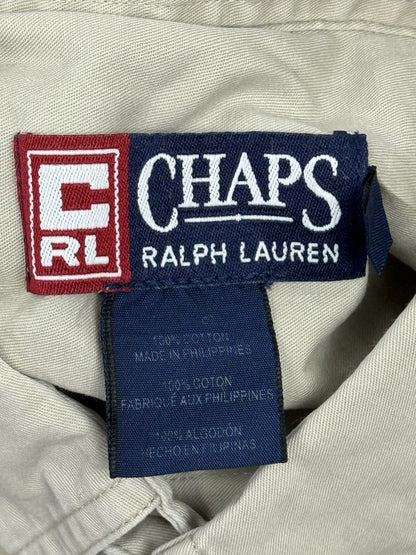 C
RL
CHAPS
RALPH LAUREN
100% COTTON
MADE IN PHILIPPINES
100% COTON
FABRIQUÉ AUX PHILIPPINES
100% ALGODÓN
HECHO EN FILIPINAS